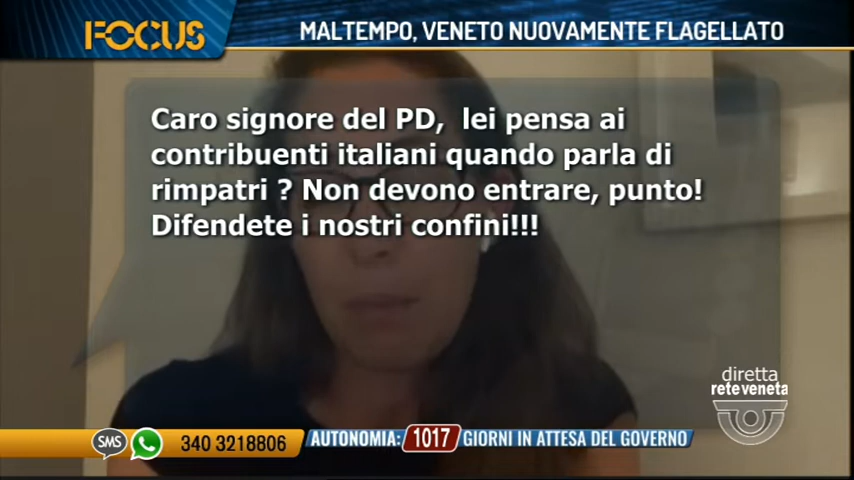 FOCUS
MALTEMPO, VENETO NUOVAMENTE FLAGELLATO
Caro signore del PD, lei pensa ai
contribuenti italiani quando parla di
rimpatri ? Non devono entrare, punto!
Difendete i nostri confini!!!
diretta
reteveneta
SMS 340 3218806 AUTONOMIA: 1017 GIORNI IN ATTESA DEL GOVERNO